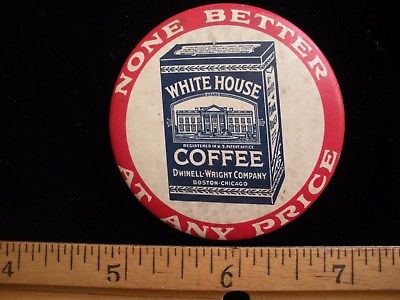 NONE BETTER
WHITE HOUSE
BRAND
REGISTERED IN U.S. PATENT OFFICE
COFFEE
DWINELL-WRIGHT COMPANY
BOSTON-CHICAGO
AT ANY PRICE
4 5 6 7